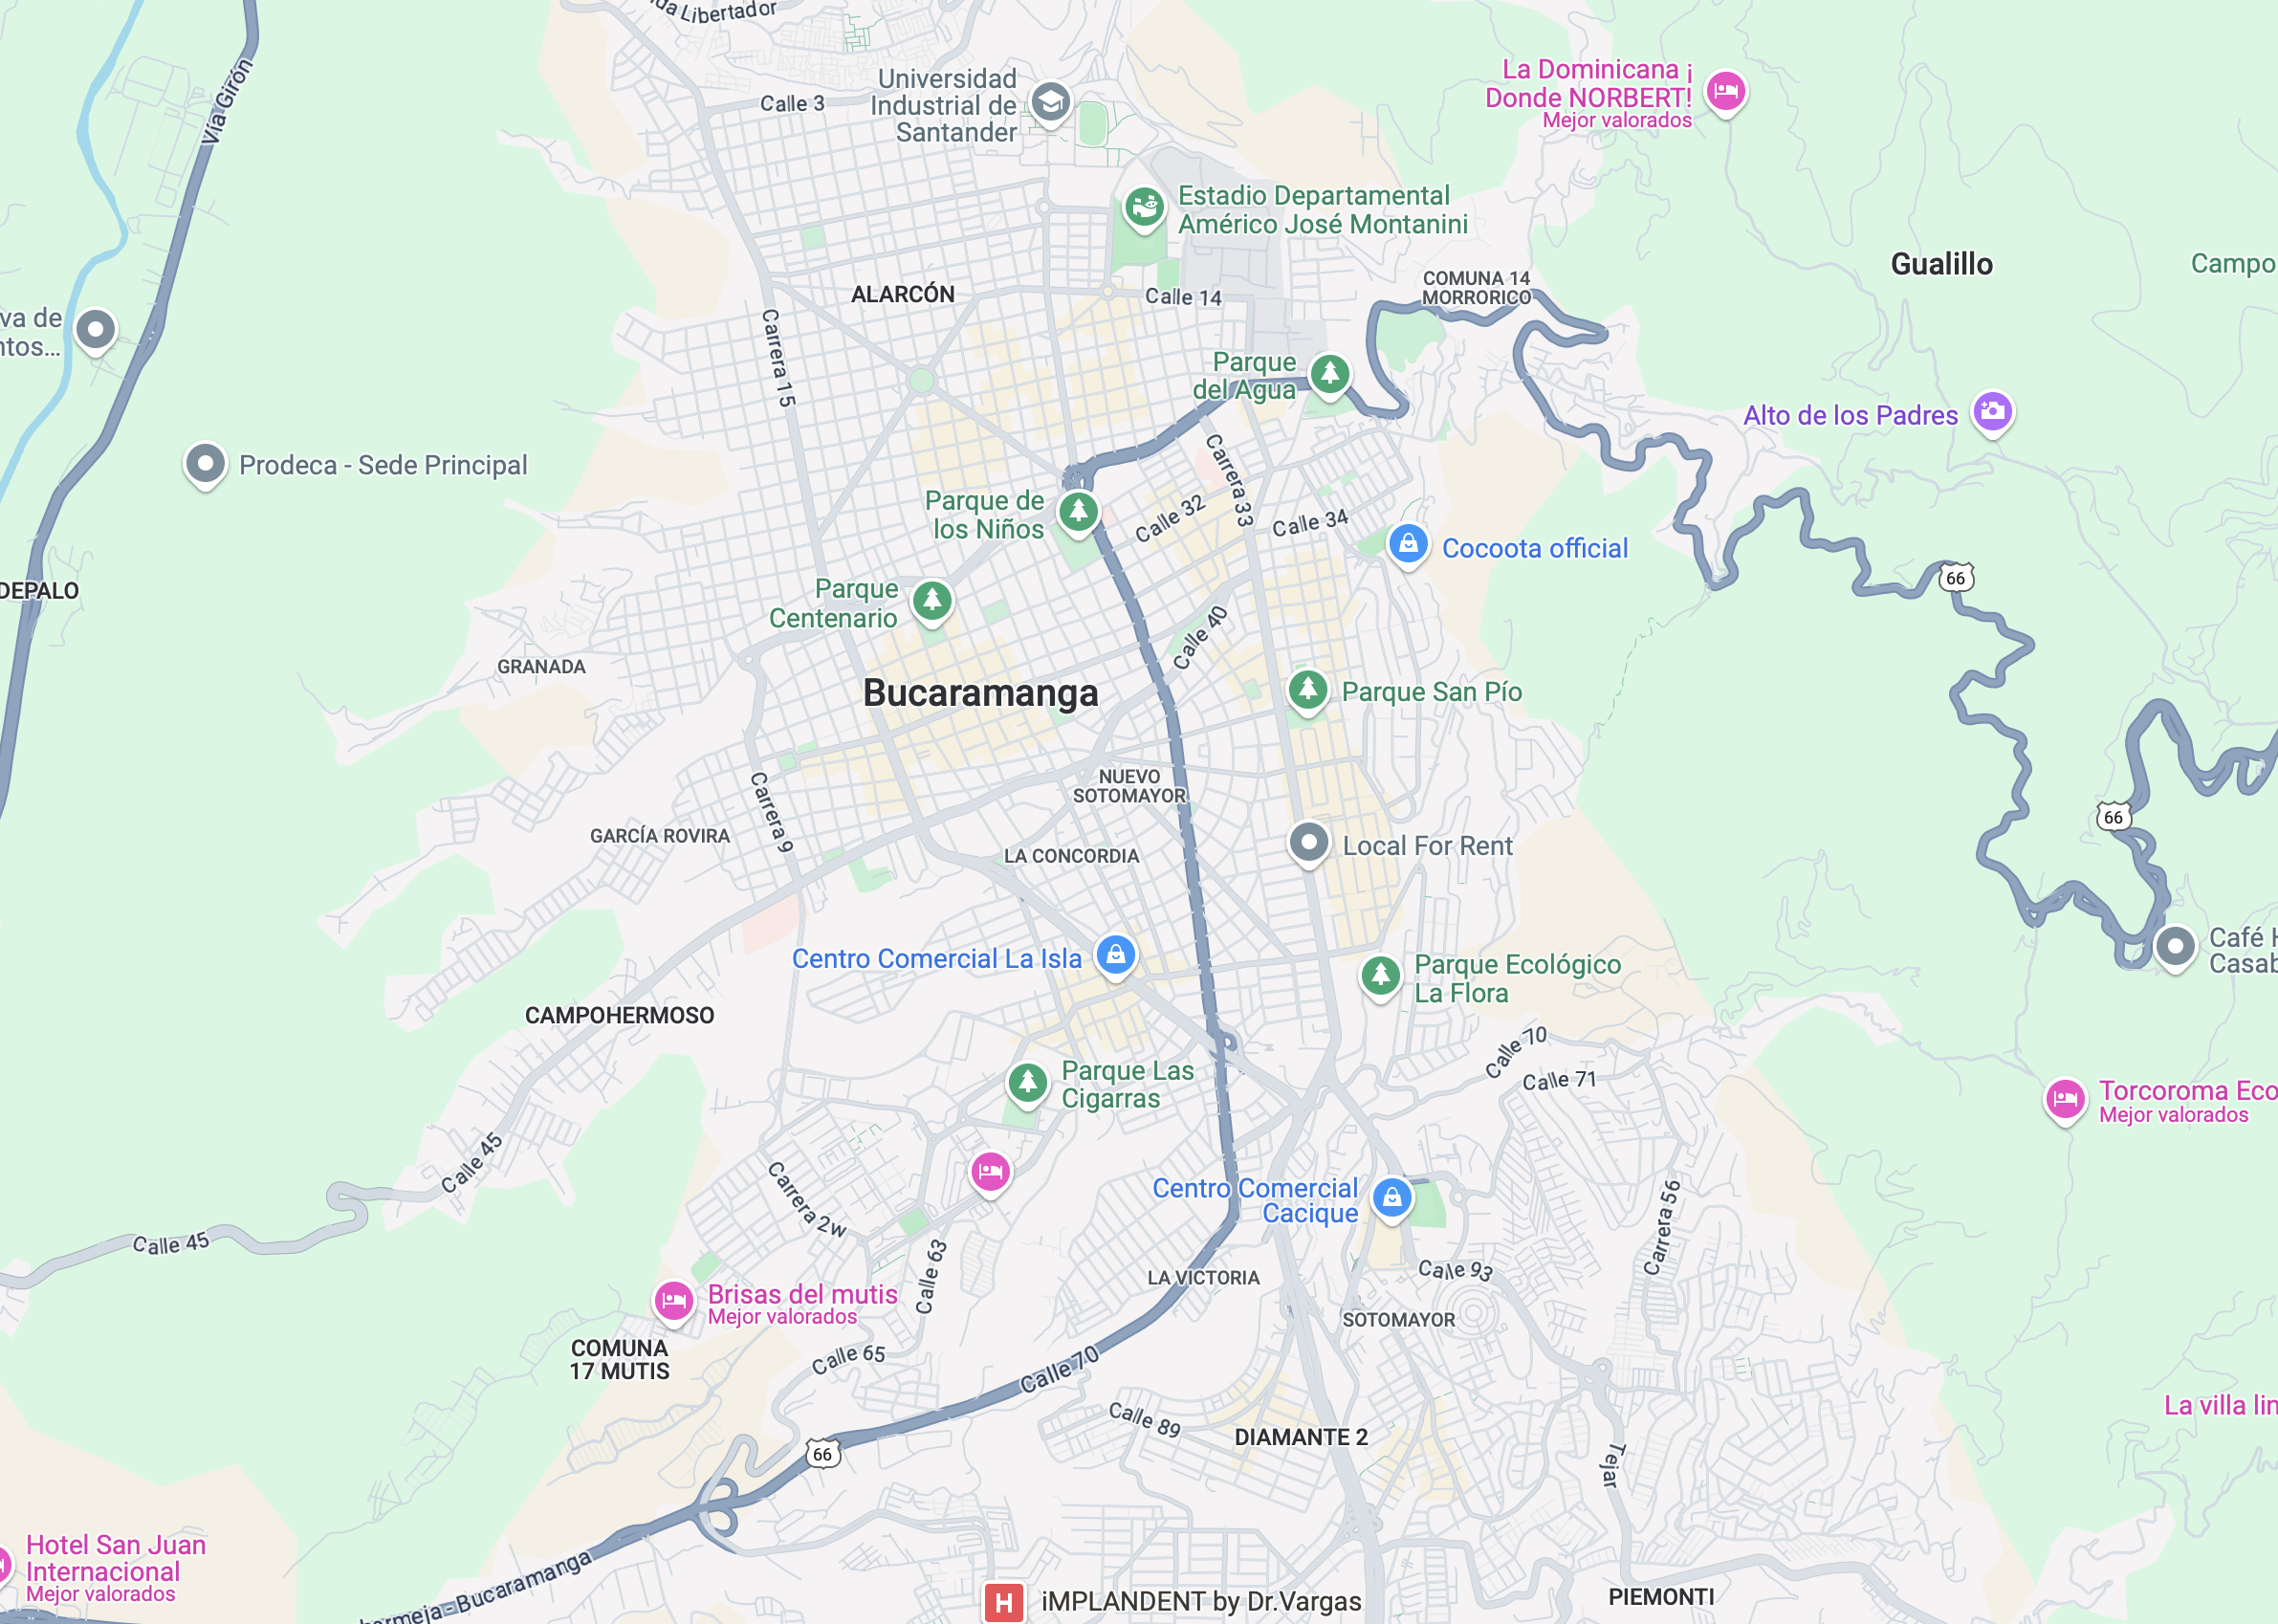 Libertador
Vía Girón
Calle 3
Universidad
Industrial de
Santander
La Dominicana ¡
Donde NORBERT!
Mejor valorados
Estadio Departamental
Américo José Montanini
Gualillo
Campo
COMUNA 14
MORRORICO
ALARCÓN
Calle 14
va de
ntos...
Carrera 15
Parque
del Agua
Alto de los Padres
Prodeca - Sede Principal
Carrera 33
Parque de
los Niños
Calle 32
Calle 34
Cocoota official
66
DEPALO
Parque
Centenario
Calle 40
GRANADA
Bucaramanga
Parque San Pío
NUEVO
SOTOMAYOR
Carrera 9
66
GARCÍA ROVIRA
LA CONCORDIA
Local For Rent
Centro Comercial La Isla
Parque Ecológico
La Flora
Café H
Casab
CAMPOHERMOSO
Calle 70
Parque Las
Cigarras
Calle 71
Torcoroma Eco
Mejor valorados
Calle 45
Carrera 2w
Centro Comercial
Cacique
Carrera 56
Calle 45
Calle 63
LA VICTORIA
Calle 93
Brisas del mutis
Mejor valorados
SOTOMAYOR
COMUNA
17 MUTIS
Calle 65
Calle 70
Calle 89
La villa lin
DIAMANTE 2
66
Tejar
Hotel San Juan
Internacional
Mejor valorados
bermeja - Bucaramanga
H
iMPLANDENT by Dr.Vargas
PIEMONTI